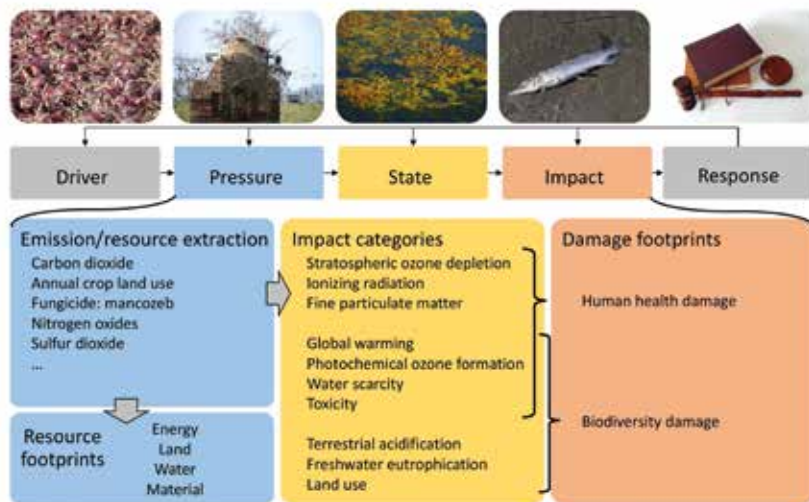 Driver
Pressure
State
Impact
Response
Emission/resource extraction
Carbon dioxide
Annual crop land use
Fungicide: mancozeb
Nitrogen oxides
Sulfur dioxide
...
Resource
footprints
Energy
Land
Water
Material
Impact categories
Stratospheric ozone depletion
Ionizing radiation
Fine particulate matter
Global warming
Photochemical ozone formation
Water scarcity
Toxicity
Terrestrial acidification
Freshwater eutrophication
Land use
Damage footprints
Human health damage
Biodiversity damage